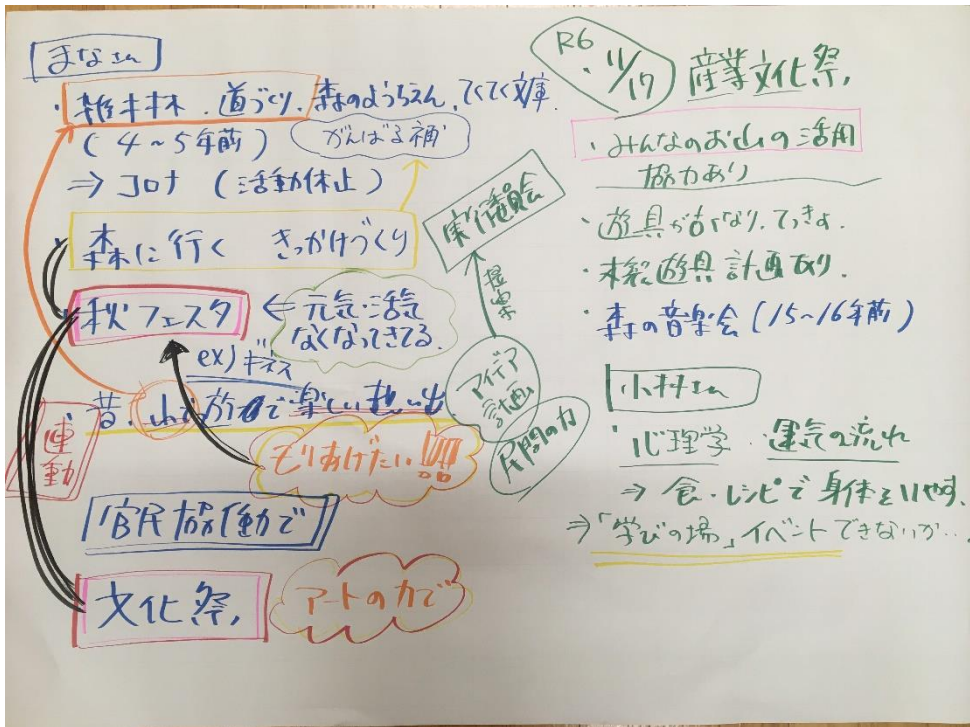 まなさん
・雑木林.道づくり.森のようちえん.てくてく文庫
(4~5年前)
がんばる補
⇒コロナ(活動休止)
森に行く きっかけづくり
秋フェスタ ← 元気・活気
なくなってきてる.
ex)ギネス
昔.山で遊んで楽しい想い出
連動
もりあげたい!!!
官民協働で
文化祭.
アートの力で
実行委員会
提案
アイデア
計画
民間の力
R6
・11/17
産業文化祭.
・みんなのお山の活用
協力あり
・遊具が古くなり.てっきょ.
・木製遊具計画あり.
・森の音楽会(15~16年前)
小林さん
・心理学・運気の流れ
⇒食・レシピで身体をいやす.
⇒「学びの場」イベントできないか…